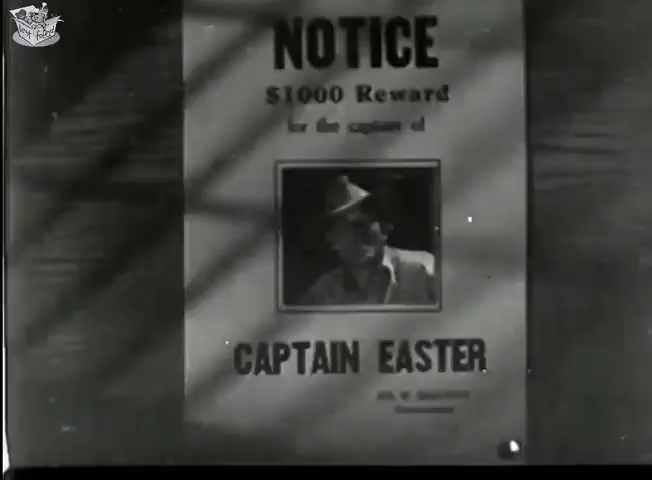 NOTICE
$1000 Reward
for the capture of
CAPTAIN EASTER